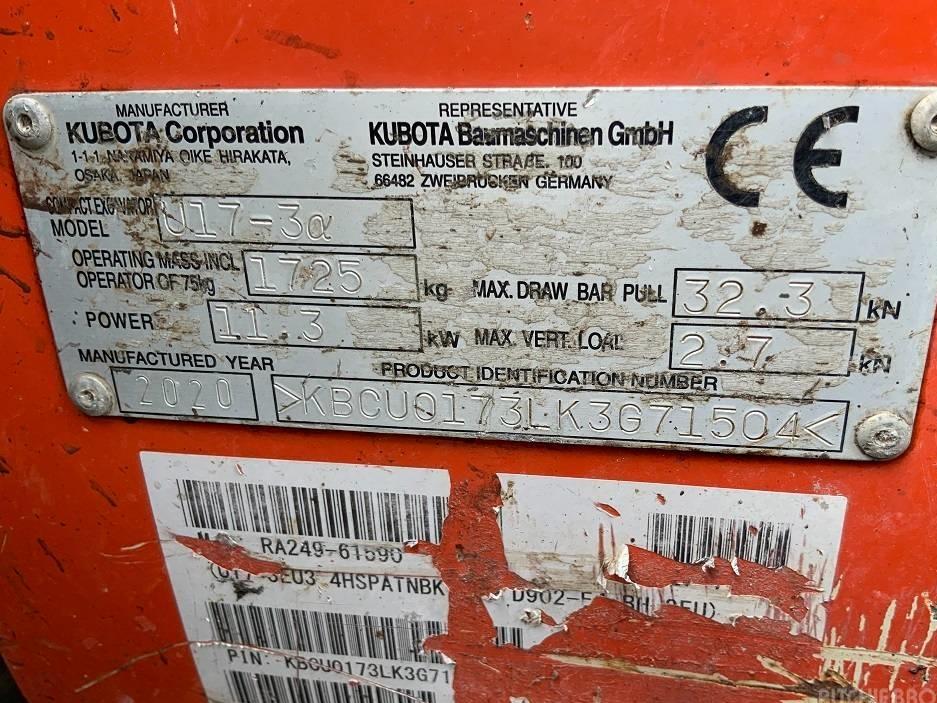 MANUFACTURER
KUBOTA Corporation
1-1-1, NAKAMIYA OIKE HIRAKATA,
OSAKA, JAPAN
REPRESENTATIVE
KUBOTA Baumaschinen GmbH
STEINHAUSER STRAßE. 100
66482 ZWEIBRUCKEN GERMANY
CE
COMPACT EXCAVATOR
MODEL U17-3α
OPERATING MASS INCL
OPERATOR OF 75kg 1725 kg
MAX. DRAW BAR PULL 32.3 kN
POWER 11.3 kW
MAX. VERT. LOAD 2.7 kN
MANUFACTURED YEAR
2020
PRODUCT IDENTIFICATION NUMBER
>KBCU0173LK3G71504<
RA249-61590
4HSPATNBK
PIN: KBCU0173LK3G71